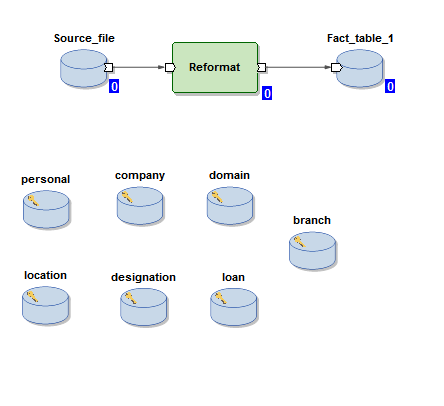 Source_file
Fact_table_1
Reformat
0
0
0
personal
company
domain
branch
location
designation
loan